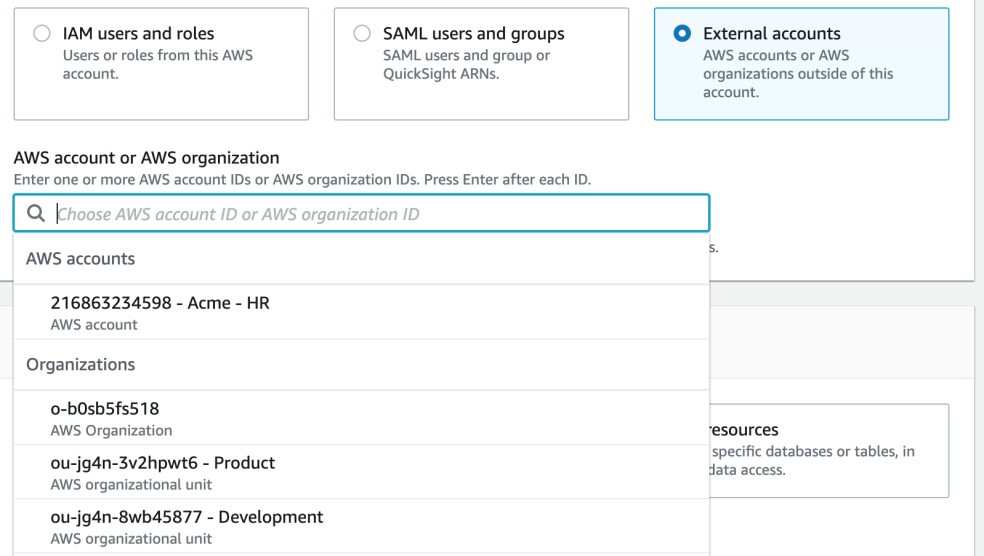 IAM users and roles
Users or roles from this AWS
account.
SAML users and groups
SAML users and group or
QuickSight ARNs.
External accounts
AWS accounts or AWS
organizations outside of this
account.
AWS account or AWS organization
Enter one or more AWS account IDs or AWS organization IDs. Press Enter after each ID.
Choose AWS account ID or AWS organization ID
s.
AWS accounts
216863234598 - Acme - HR
AWS account
Organizations
o-b0sb5fs518
AWS Organization
resources
specific databases or tables, in
data access.
ou-jg4n-3v2hpwt6 - Product
AWS organizational unit
ou-jg4n-8wb45877 - Development
AWS organizational unit